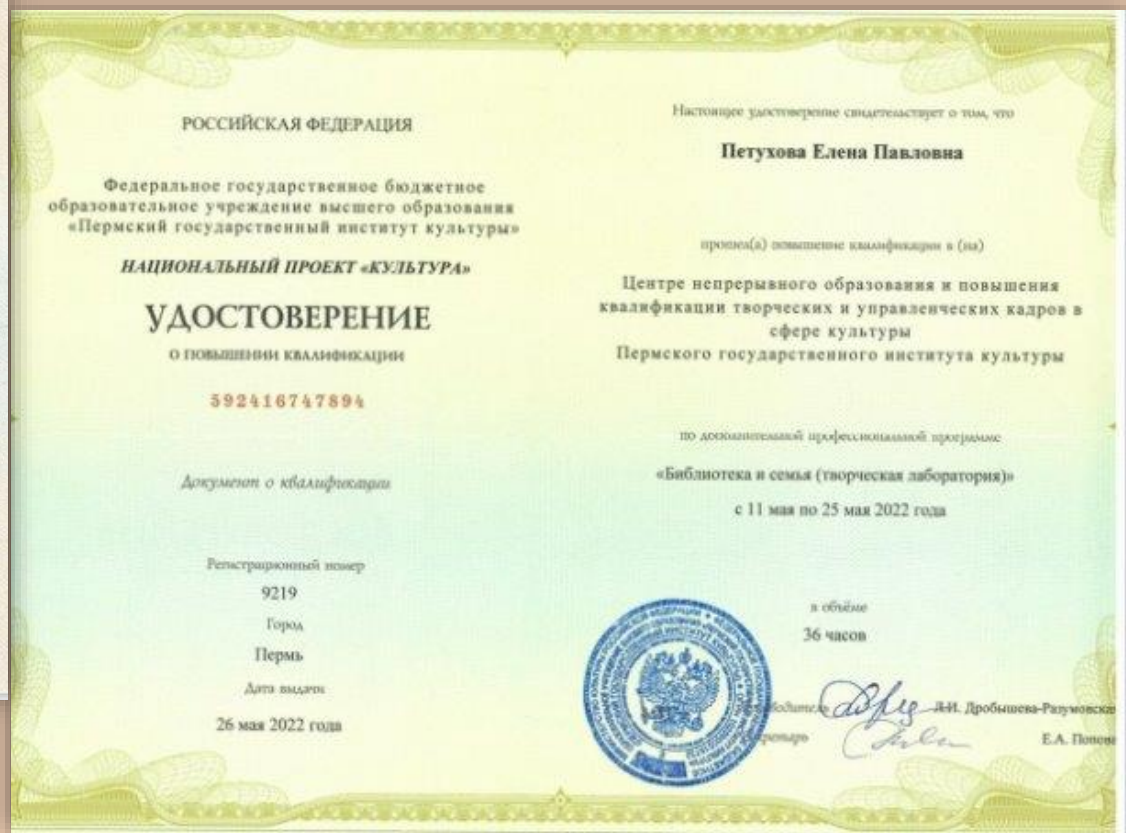 РОССИЙСКАЯ ФЕДЕРАЦИЯ
Федеральное государственное бюджетное
образовательное учреждение высшего образования
«Пермский государственный институт культуры»
НАЦИОНАЛЬНЫЙ ПРОЕКТ «КУЛЬТУРА»
УДОСТОВЕРЕНИЕ
О ПОВЫШЕНИИ КВАЛИФИКАЦИИ
592416747894
Документ о квалификации
Регистрационный номер
9219
Город
Пермь
Дата выдачи
26 мая 2022 года
Настоящее удостоверение свидетельствует о том, что
Петухова Елена Павловна
прошел(а) повышение квалификации в (на)
Центре непрерывного образования и повышения
квалификации творческих и управленческих кадров в
сфере культуры
Пермского государственного института культуры
по дополнительной профессиональной программе
«Библиотека и семья (творческая лаборатория)»
с 11 мая по 25 мая 2022 года
в объёме
36 часов
Л.И. Дробышева-Разумовская
Е.А. Попова